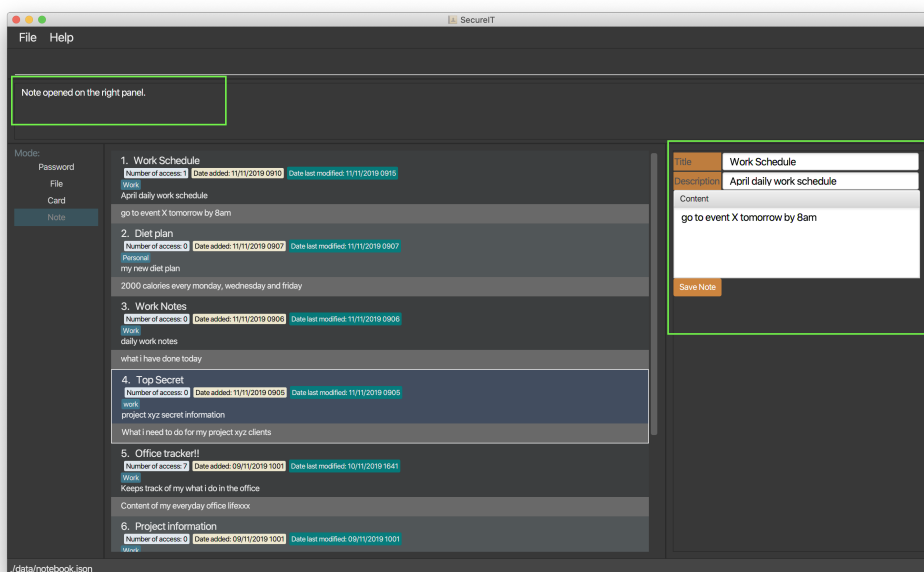 SecureIT
File Help
Note opened on the right panel.
Mode:
Password
File
Card
Note
1. Work Schedule
Number of access: 1 Date added: 11/11/2019 0910 Date last modified: 11/11/2019 0915
Work
April daily work schedule
go to event X tomorrow by 8am
2. Diet plan
Number of access: 0 Date added: 11/11/2019 0907 Date last modified: 11/11/2019 0907
Personal
my new diet plan
2000 calories every monday, wednesday and friday
3. Work Notes
Number of access: 0 Date added: 11/11/2019 0906 Date last modified: 11/11/2019 0906
Work
daily work notes
what i have done today
4. Top Secret
Number of access: 0 Date added: 11/11/2019 0905 Date last modified: 11/11/2019 0905
work
project xyz secret information
What i need to do for my project xyz clients
5. Office tracker!!
Number of access: 7 Date added: 09/11/2019 1001 Date last modified: 10/11/2019 1641
Work
Keeps track of my what i do in the office
Content of my everyday office lifexxx
6. Project information
Number of access: 0 Date added: 09/11/2019 1001 Date last modified: 09/11/2019 1001
Work
Title Work Schedule
Description April daily work schedule
Content
go to event X tomorrow by 8am
Save Note
./data/notebook.json